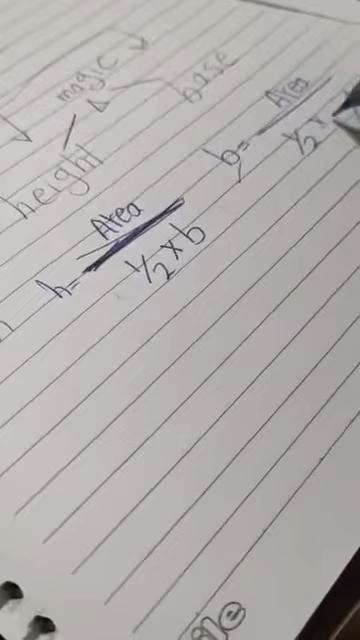 magic
Δ
base
height
b= Area
1/2 ×
h= Area
1/2 × b